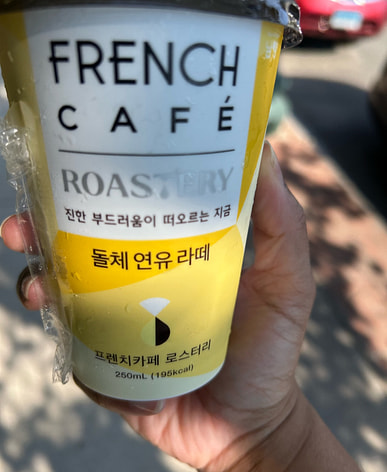 FRENCH
CAFÉ
ROASTERY
진한 부드러움이 떠오르는 지금
돌체 연유 라떼
프렌치카페 로스터리
250mL (195kcal)